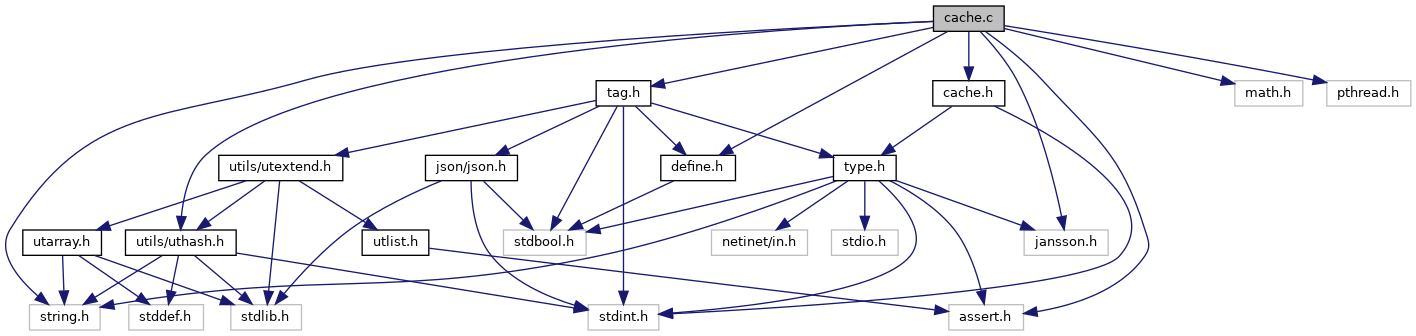 cache.c
tag.h
cache.h
math.h
pthread.h
utils/utextend.h
json/json.h
define.h
type.h
utarray.h
utils/uthash.h
utlist.h
stdbool.h
netinet/in.h
stdio.h
jansson.h
string.h
stddef.h
stdlib.h
stdint.h
assert.h